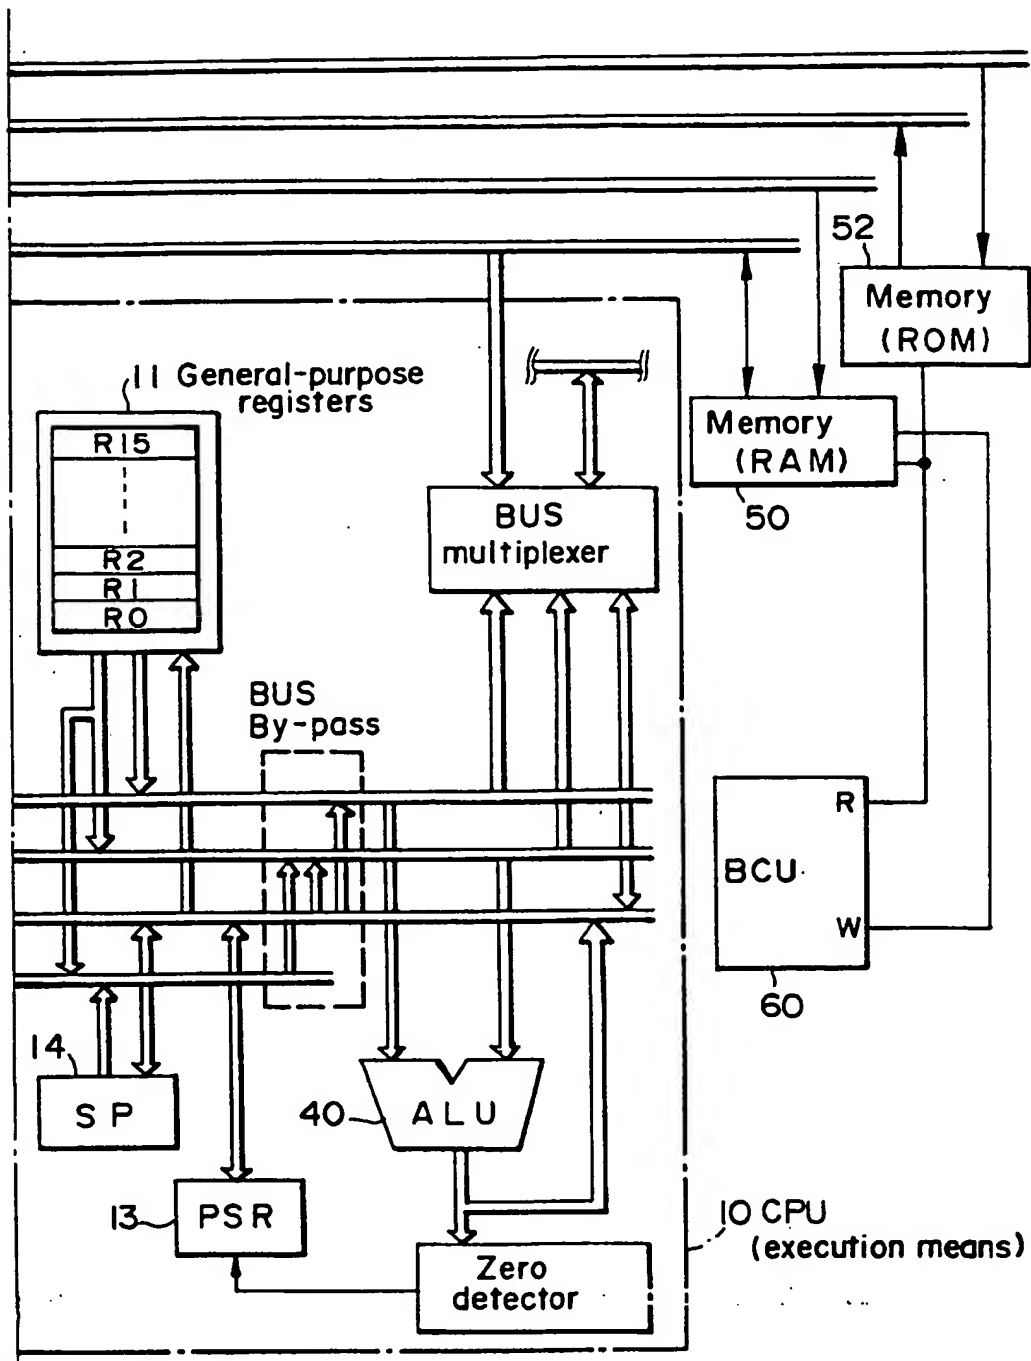 52
Memory
(ROM)
11 General-purpose
registers
R15
R2
R1
R0
Memory
(RAM)
50
BUS
multiplexer
BUS
By-pass
R
BCU
W
60
14
SP
40
ALU
13
PSR
10 CPU
(execution means)
Zero
detector